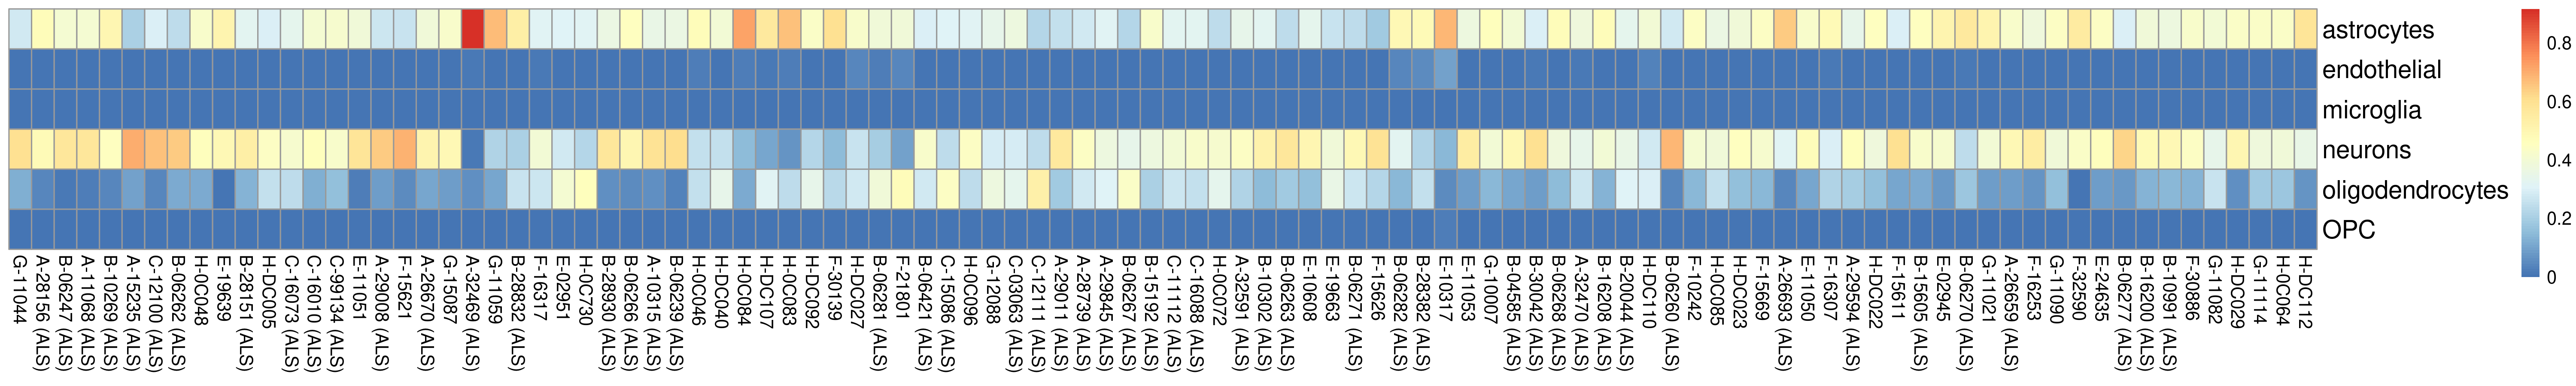 astrocytes
endothelial
microglia
neurons
oligodendrocytes
OPC
0.8
0.6
0.4
0.2
0
G-11044
A-28156 (ALS)
B-06247 (ALS)
A-11068 (ALS)
B-10269 (ALS)
A-15235 (ALS)
C-12100 (ALS)
B-06262 (ALS)
H-0C048
E-19639
B-28151 (ALS)
H-DC005
C-16073 (ALS)
C-16010 (ALS)
C-99134 (ALS)
E-11051
A-29008 (ALS)
F-15621
A-26670 (ALS)
G-15087
A-32469 (ALS)
G-11059
B-28832 (ALS)
F-16317
E-02951
H-0C730
B-28930 (ALS)
B-06266 (ALS)
A-10315 (ALS)
B-06239 (ALS)
H-0C046
H-DC040
H-0C084
H-DC107
H-0C083
H-DC092
F-30139
H-DC027
B-06281 (ALS)
F-21801
B-06421 (ALS)
C-15086 (ALS)
H-0C096
G-12088
C-03063 (ALS)
C-12111 (ALS)
A-29011 (ALS)
A-28739 (ALS)
A-29845 (ALS)
B-06267 (ALS)
B-15192 (ALS)
C-11112 (ALS)
C-16088 (ALS)
H-0C072
A-32591 (ALS)
B-10302 (ALS)
B-06263 (ALS)
E-10608
E-19663
B-06271 (ALS)
F-15626
B-06282 (ALS)
B-28382 (ALS)
E-10317
E-11053
G-10007
B-04585 (ALS)
B-30042 (ALS)
B-06268 (ALS)
A-32470 (ALS)
B-16208 (ALS)
B-20044 (ALS)
H-DC110
B-06260 (ALS)
F-10242
H-0C085
H-DC023
F-15669
A-26693 (ALS)
E-11050
F-16307
A-29594 (ALS)
H-DC022
F-15611
B-15605 (ALS)
E-02945
B-06270 (ALS)
G-11021
A-26659 (ALS)
F-16253
G-11090
F-32590
E-24635
B-06277 (ALS)
B-16200 (ALS)
B-10991 (ALS)
F-30886
G-11082
H-DC029
G-11114
H-0C064
H-DC112